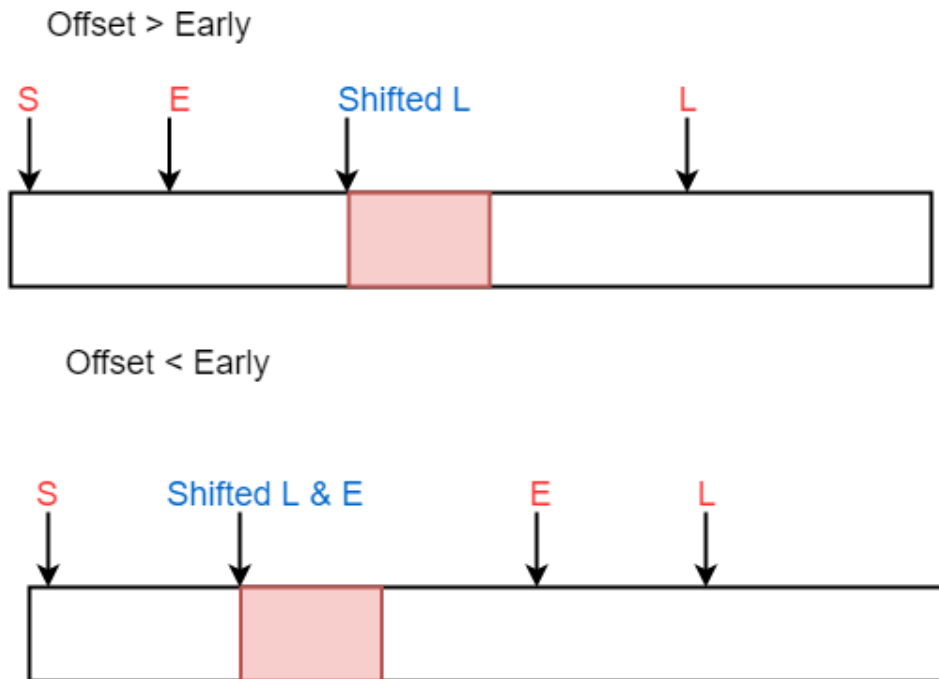 Offset > Early
S E Shifted L L
Offset < Early
S Shifted L & E E L